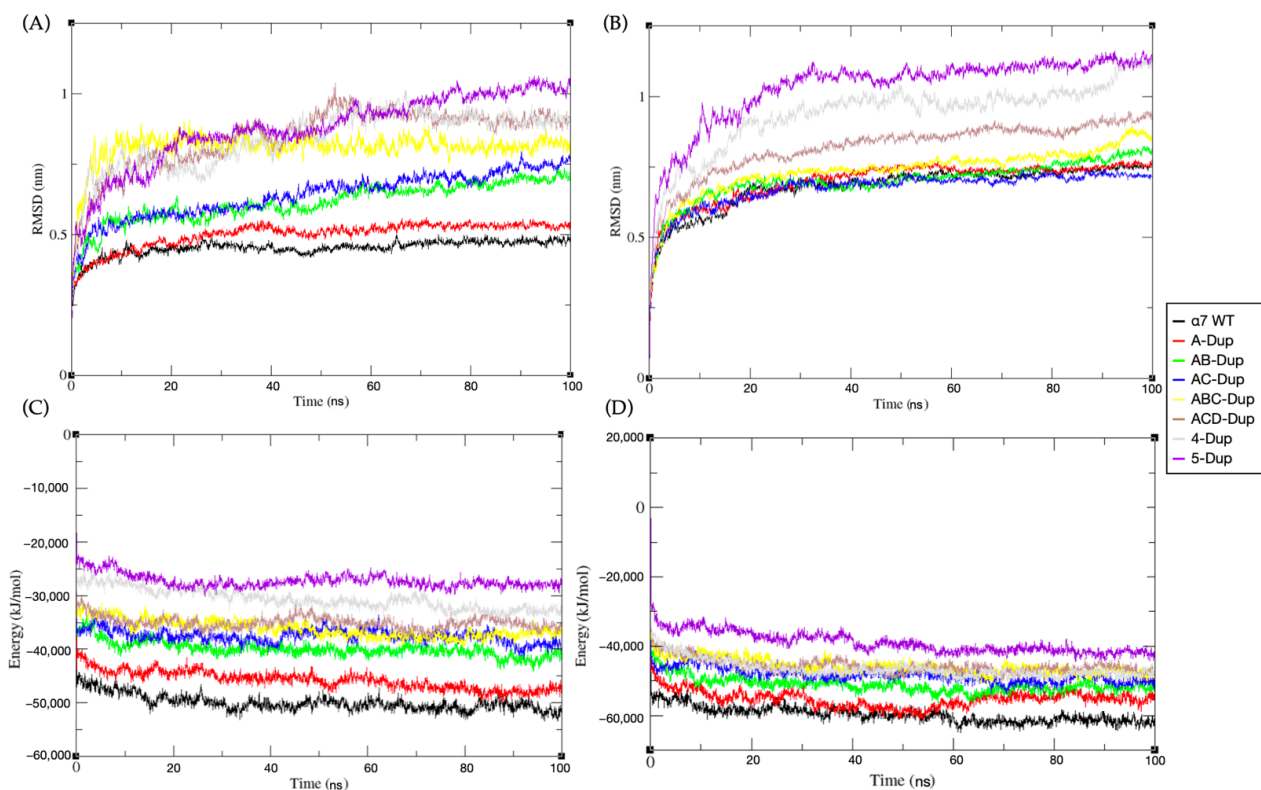 (A)
RMSD (nm)
1
0.5
0
0 20 40 60 80 100
Time (ns)
(B)
RMSD (nm)
1
0.5
0
0 20 40 60 80 100
Time (ns)
α7 WT
A-Dup
AB-Dup
AC-Dup
ABC-Dup
ACD-Dup
4-Dup
5-Dup
(C)
Energy (kJ/mol)
0
−10,000
−20,000
−30,000
−40,000
−50,000
−60,000
0 20 40 60 80 100
Time (ns)
(D)
Energy (kJ/mol)
20,000
0
−20,000
−40,000
−60,000
0 20 40 60 80 100
Time (ns)